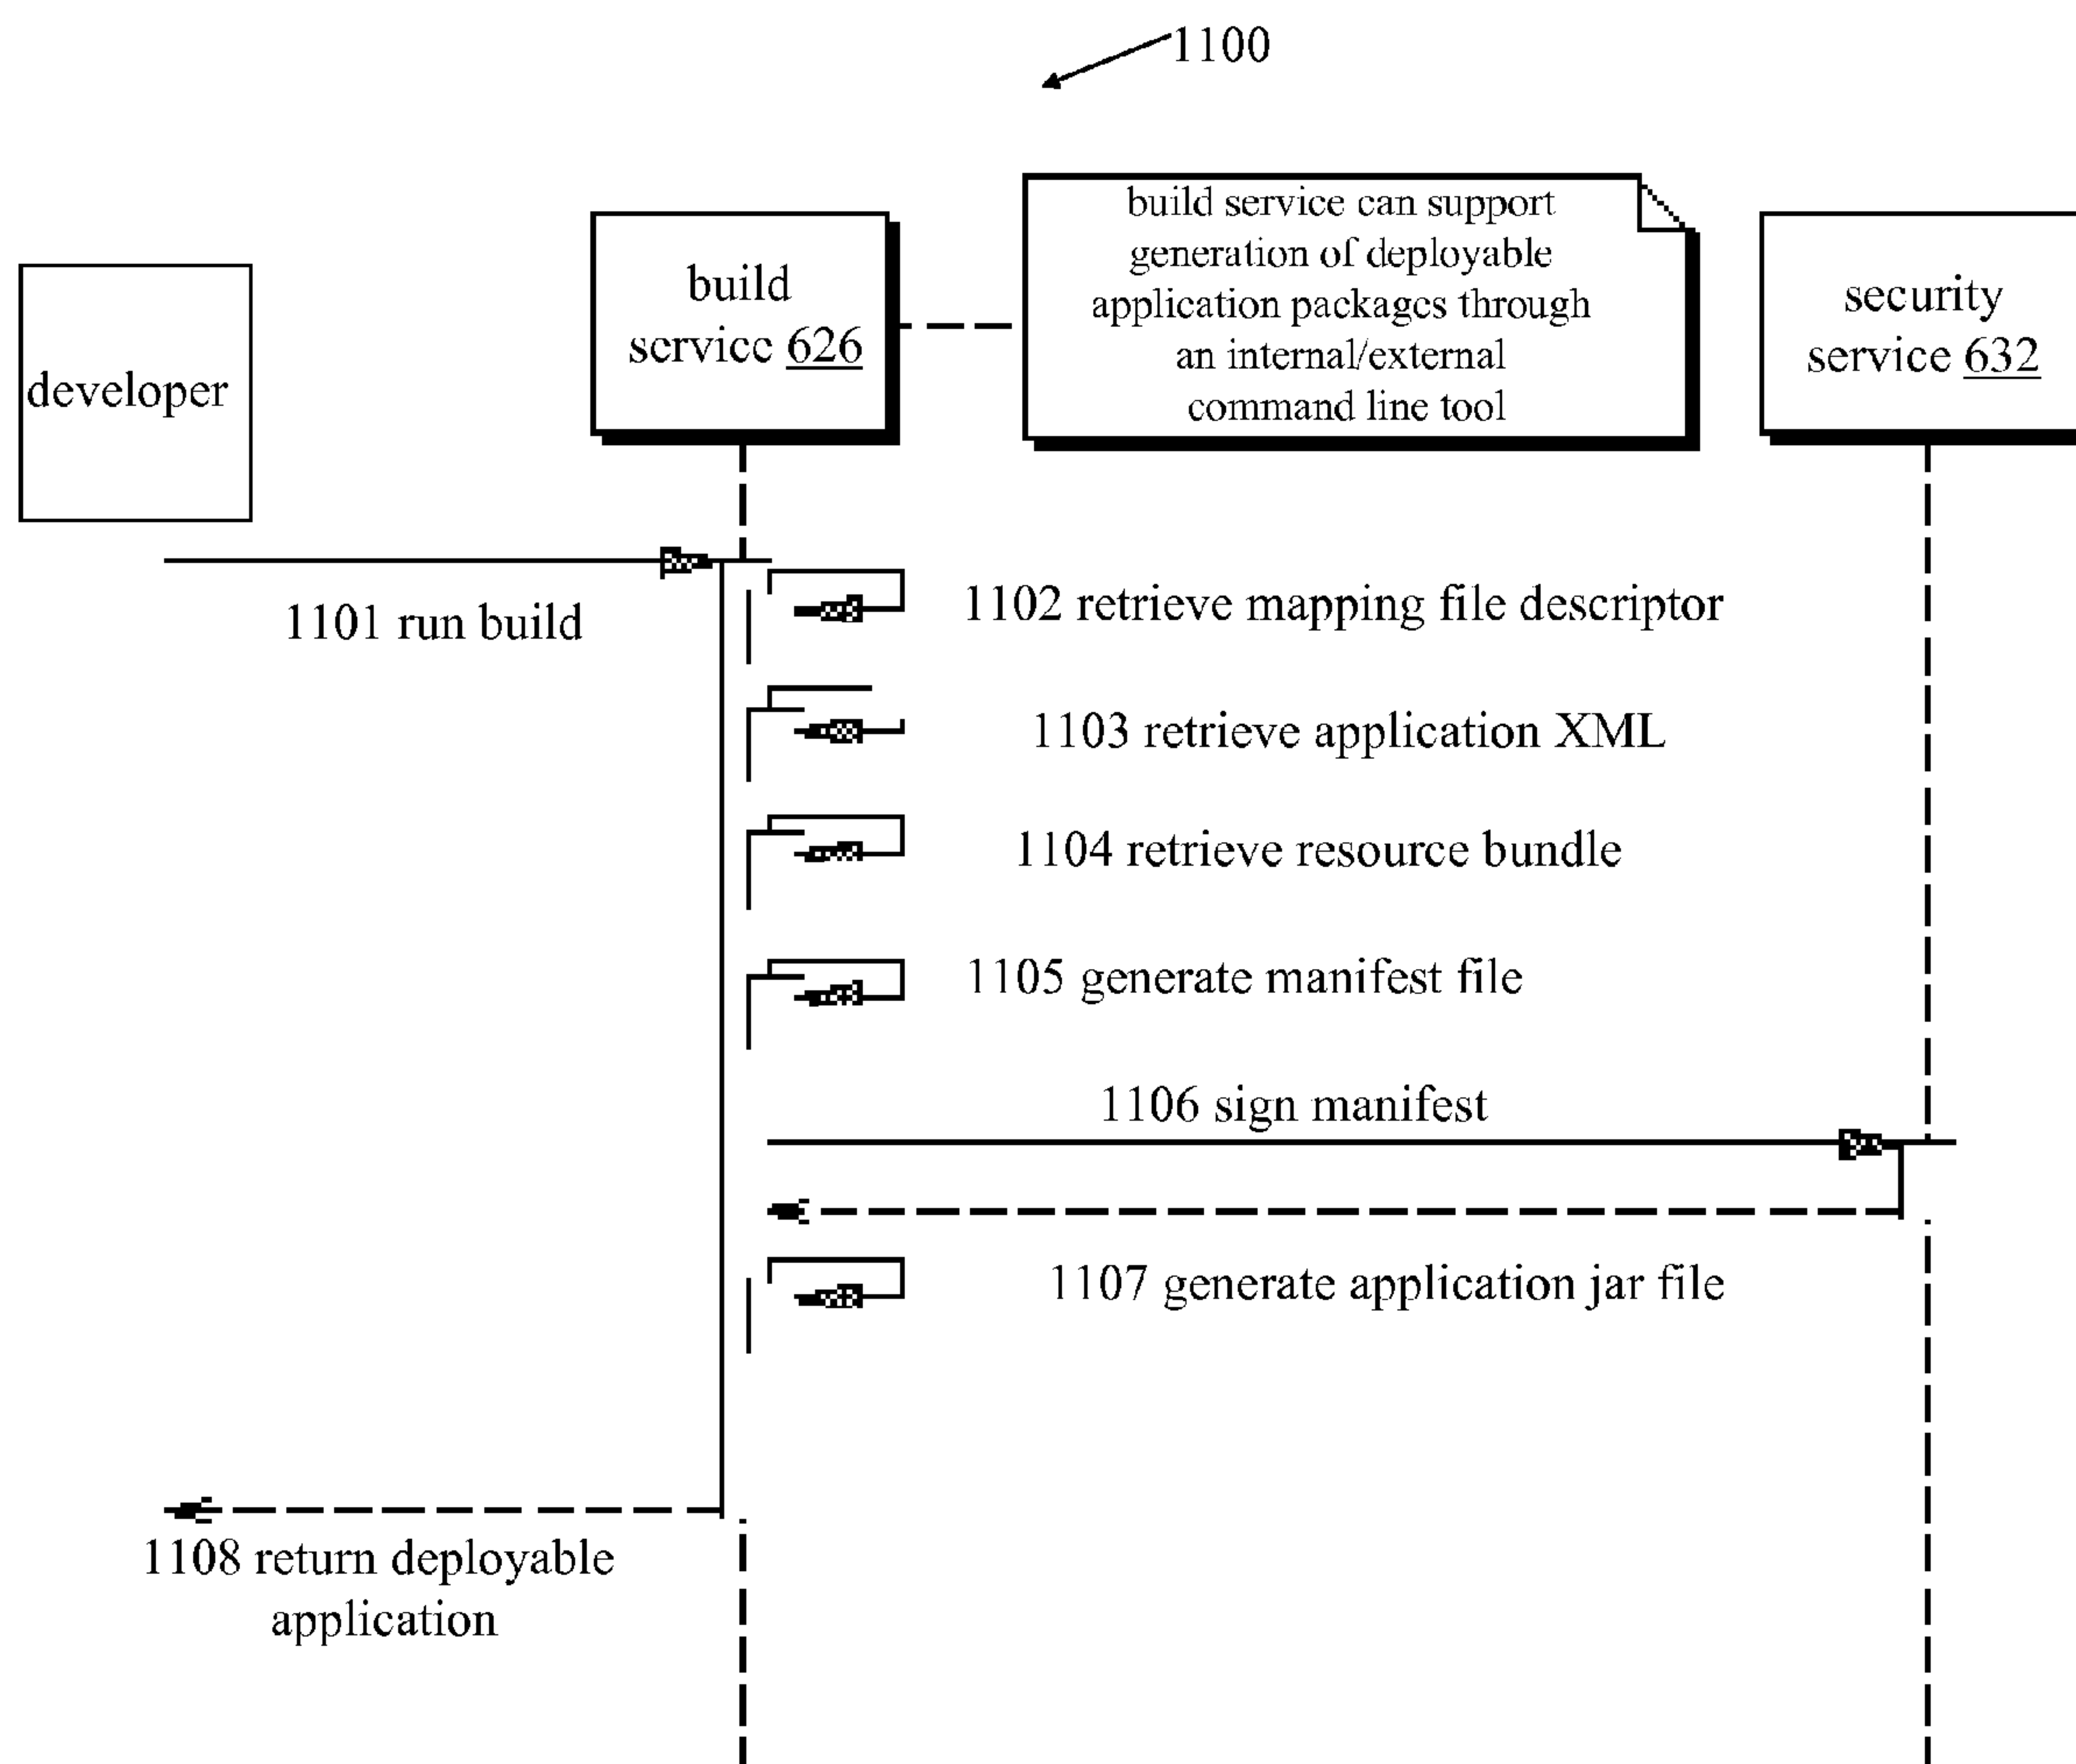 1100
developer
build
service 626
build service can support
generation of deployable
application packages through
an internal/external
command line tool
security
service 632
1101 run build
1102 retrieve mapping file descriptor
1103 retrieve application XML
1104 retrieve resource bundle
1105 generate manifest file
1106 sign manifest
1107 generate application jar file
1108 return deployable
application